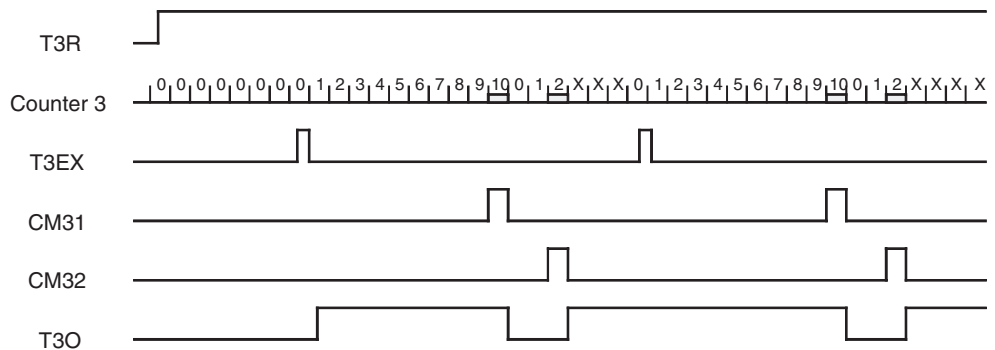 T3R
Counter 3 0 0 0 0 0 0 0 0 1 2 3 4 5 6 7 8 9 10 0 1 2 X X X 0 1 2 3 4 5 6 7 8 9 10 0 1 2 X X X X
T3EX
CM31
CM32
T3O